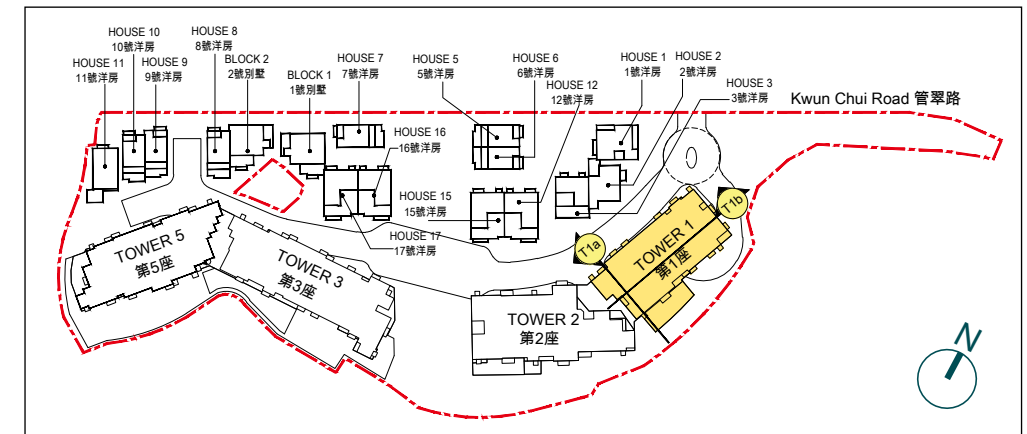 HOUSE 10
10號洋房
HOUSE 11
11號洋房
HOUSE 9
9號洋房
HOUSE 8
8號洋房
BLOCK 2
2號別墅
BLOCK 1
1號別墅
HOUSE 7
7號洋房
HOUSE 5
5號洋房
HOUSE 6
6號洋房
HOUSE 12
12號洋房
HOUSE 1
1號洋房
HOUSE 2
2號洋房
HOUSE 3
3號洋房
Kwun Chui Road 管翠路
HOUSE 16
16號洋房
HOUSE 15
15號洋房
HOUSE 17
17號洋房
TOWER 5
第5座
TOWER 3
第3座
TOWER 2
第2座
TOWER 1
第1座
T1a
T1b
N